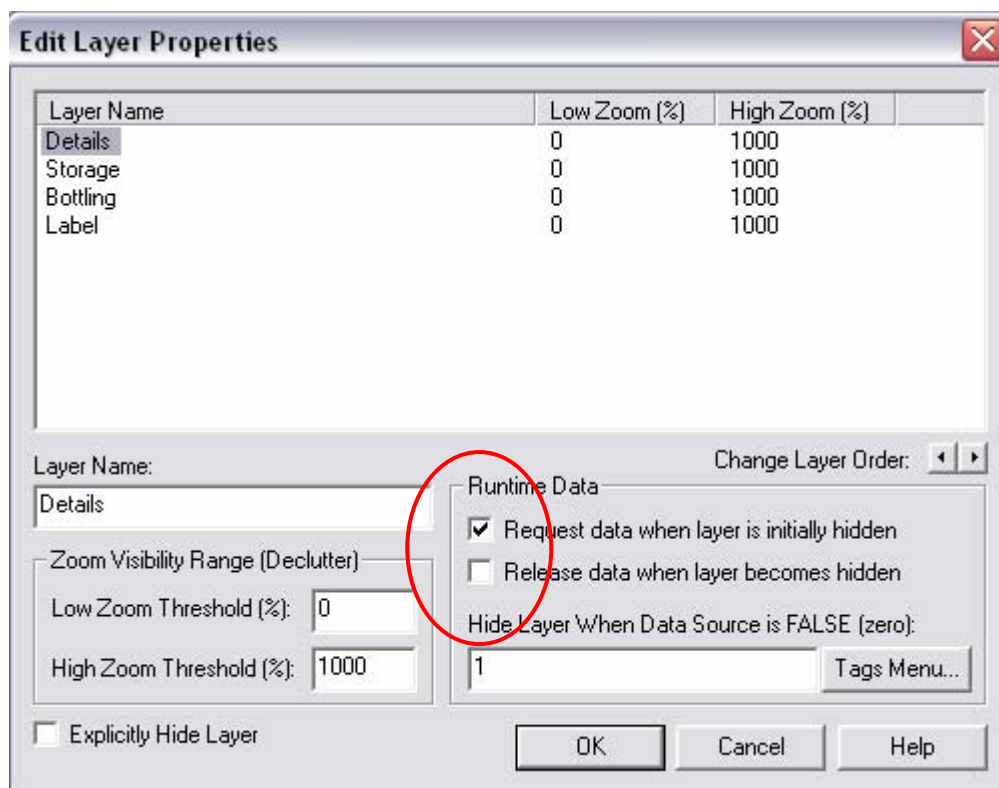 Edit Layer Properties
Layer Name Low Zoom (%) High Zoom (%)
Details 0 1000
Storage 0 1000
Bottling 0 1000
Label 0 1000
Change Layer Order:
Layer Name:
Details
Runtime Data
Request data when layer is initially hidden
Release data when layer becomes hidden
Zoom Visibility Range (Declutter)
Low Zoom Threshold (%): 0
High Zoom Threshold (%): 1000
Hide Layer When Data Source is FALSE (zero):
1 Tags Menu...
Explicitly Hide Layer
OK Cancel Help